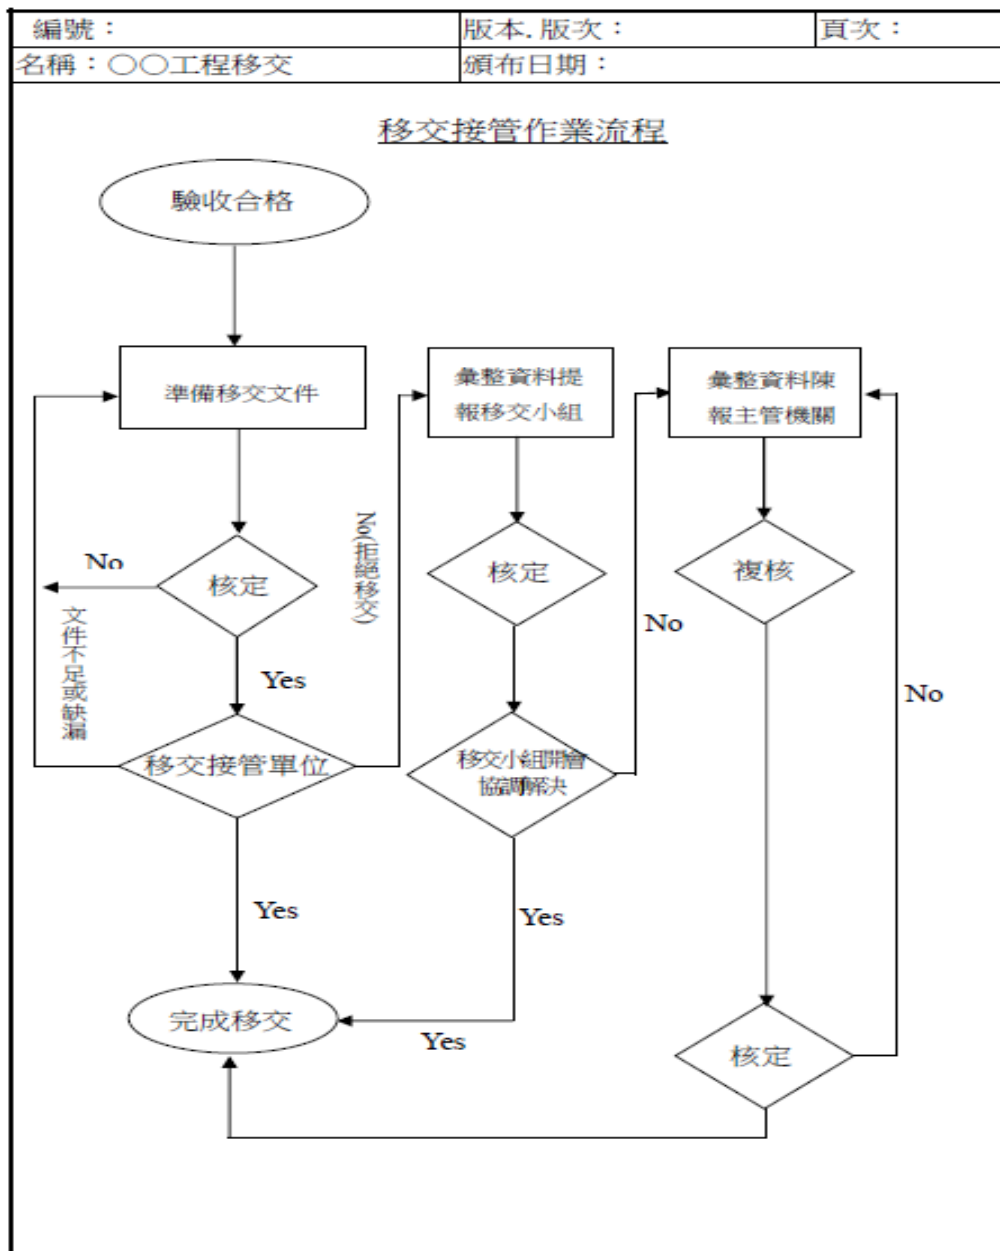 編號：
版本.版次：
頁次：
名稱：○○工程移交
頒布日期：
移交接管作業流程
驗收合格
準備移交文件
彙整資料提
報移交小組
彙整資料陳
報主管機關
No(拒絕移交)
No
核定
核定
複核
文件不足或缺漏
No
Yes
No
移交接管單位
移交小組開會
協調解決
Yes
Yes
完成移交
Yes
核定